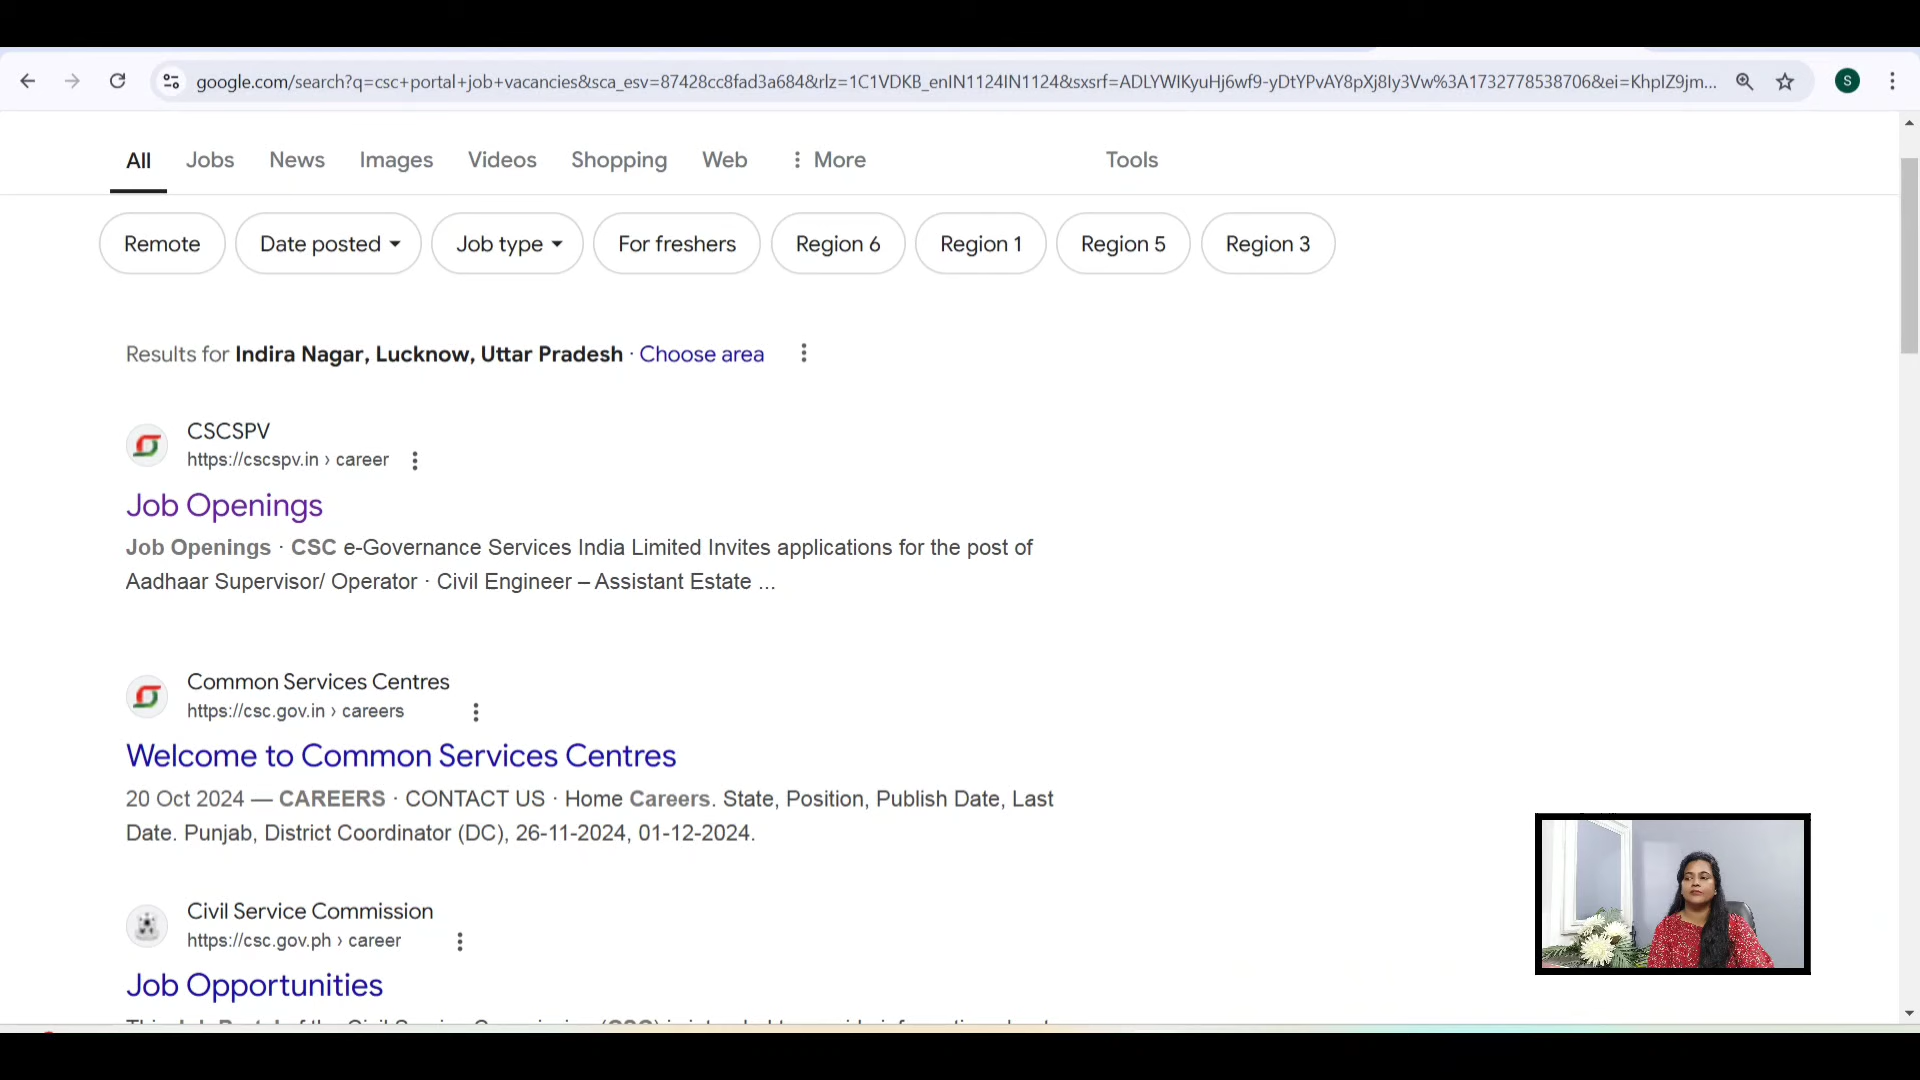 google.com/search?q=csc+portal+job+vacancies&sca_esv=87428cc8fad3a684&rlz=1C1VDKB_enIN1124IN1124&sxsrf=ADLYWIKyuHj6wf9-yDtYPvAY8pXj8Iy3Vw%3A1732778538706&ei=KhpIZ9jm...
S
All Jobs News Images Videos Shopping Web More Tools
Remote Date posted Job type For freshers Region 6 Region 1 Region 5 Region 3
Results for Indira Nagar, Lucknow, Uttar Pradesh · Choose area
CSCSPV
https://cscspv.in › career
Job Openings
Job Openings · CSC e-Governance Services India Limited Invites applications for the post of
Aadhaar Supervisor/ Operator · Civil Engineer – Assistant Estate ...
Common Services Centres
https://csc.gov.in › careers
Welcome to Common Services Centres
20 Oct 2024 — CAREERS · CONTACT US · Home Careers. State, Position, Publish Date, Last
Date. Punjab, District Coordinator (DC), 26-11-2024, 01-12-2024.
Civil Service Commission
https://csc.gov.ph › career
Job Opportunities